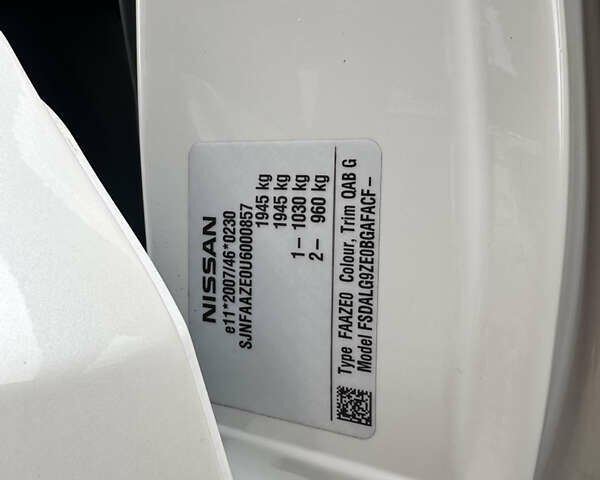 NISSAN
e11*2007/46*0230
SJNFAAZE0U6000857
1945 kg
1945 kg
1– 1030 kg
2– 960 kg
Type FAAZE0 Colour, Trim QAB G
Model FSDALG9ZE0BGAFACF –